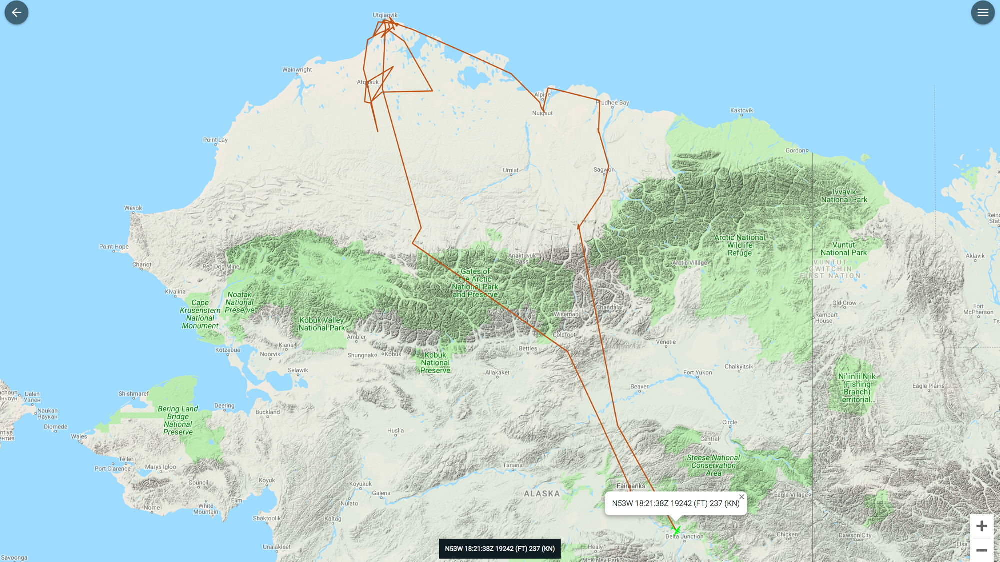 Utqiagvik
Wainwright
Atqasuk
Alpine
Nuiqsut
Prudhoe Bay
Kaktovik
Point Lay
Gordon
Umiat
Sagwon
Ivvavik
National Park
Wevok
Reind
Stat
Arctic National
Wildlife
Refuge
Vuntut
National Park
Point Hope
Anaktuvuk
Pass
Arctic Village
Aklavik
Chariot
Red Dog Mine
VUNTUT
GWITCHIN
FIRST NATION
Gates of
the Arctic
National Park
and Preserve
Kivalina
Noatak
National
Preserve
Cape
Krusenstern
National
Monument
Old Crow
Fort
McPherson
Chandalar
Wiseman
Rampart
House
Kobuk Valley
National Park
Ts
Coldfoot
Ambler
Venetie
Kiana
Bettles
Kotzebue
Noorvik
Shungnak
Kobuk
Kobuk
National
Preserve
Selawik
Allakaket
Chalkyitsik
Fort Yukon
Ni'iinlii Njik
(Fishing
Branch)
Territorial...
Beaver
Eagle Plains
Shishmaref
nchoun
Инчоун
Uelen
Уэлен
Deering
Bering Land
Bridge
National
Preserve
Buckland
Naukan
Наукан
Diomede
Circle
Huslia
Wales
Central
Steese National
Conservation
Area
Teller
Port Clarence
Marys Igloo
Tanana
Council
Koyuk
Koyukuk
Galena
Fairbanks
ALASKA
Eagle Village
Nulato
Elim
White
Mountain
Nome
N53W 18:21:38Z 19242 (FT) 237 (KN)
Shaktoolik
Kaltag
Delta Junction
Chicken
Dawson City
Elsa
Unalakleet
Healy
N53W 18:21:38Z 19242 (FT) 237 (KN)
Savoonga
McKinley Park